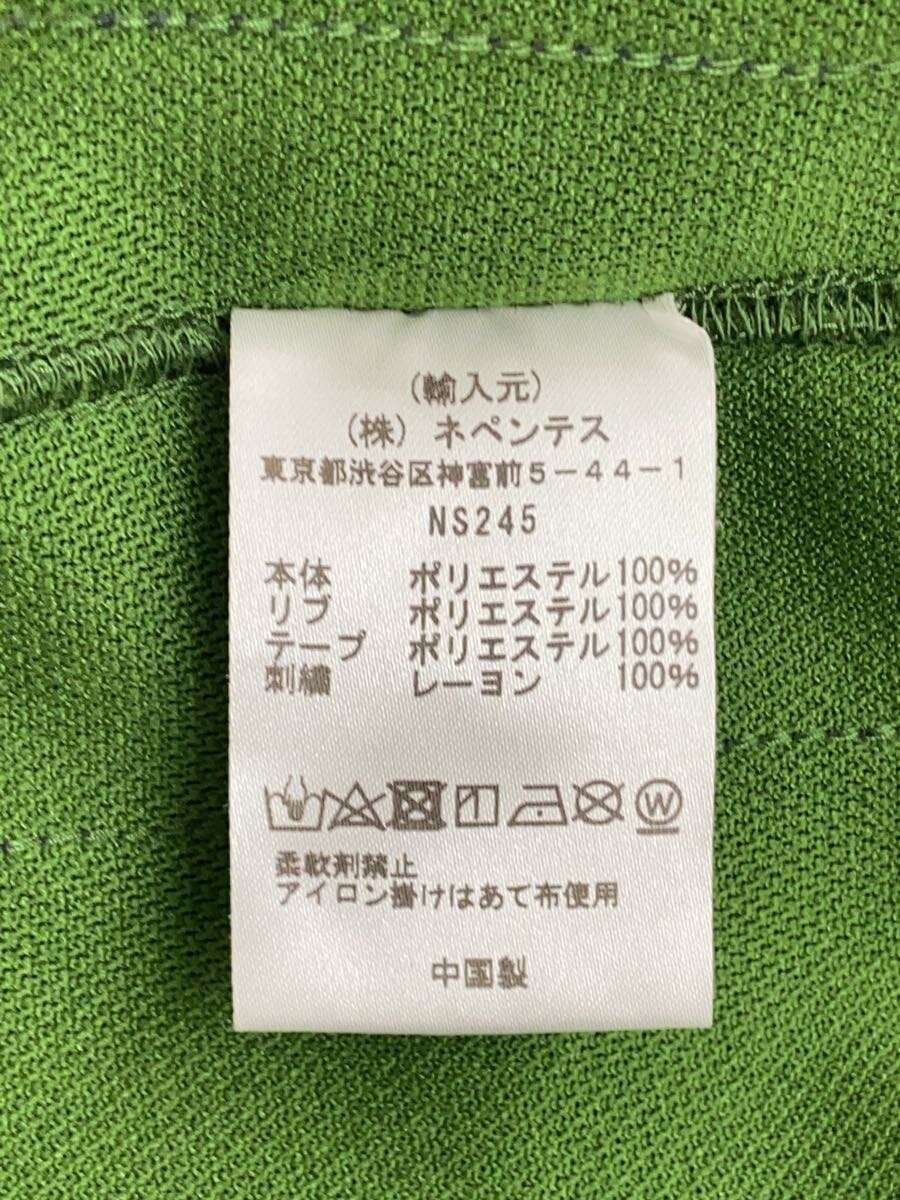 (輸入元)
(株) ネペンテス
東京都渋谷区神宮前5-44-1
NS245
本体 ポリエステル100%
リブ ポリエステル100%
テープ ポリエステル100%
刺繍 レーヨン 100%
W
柔軟剤禁止
アイロン掛けはあて布使用
中国製